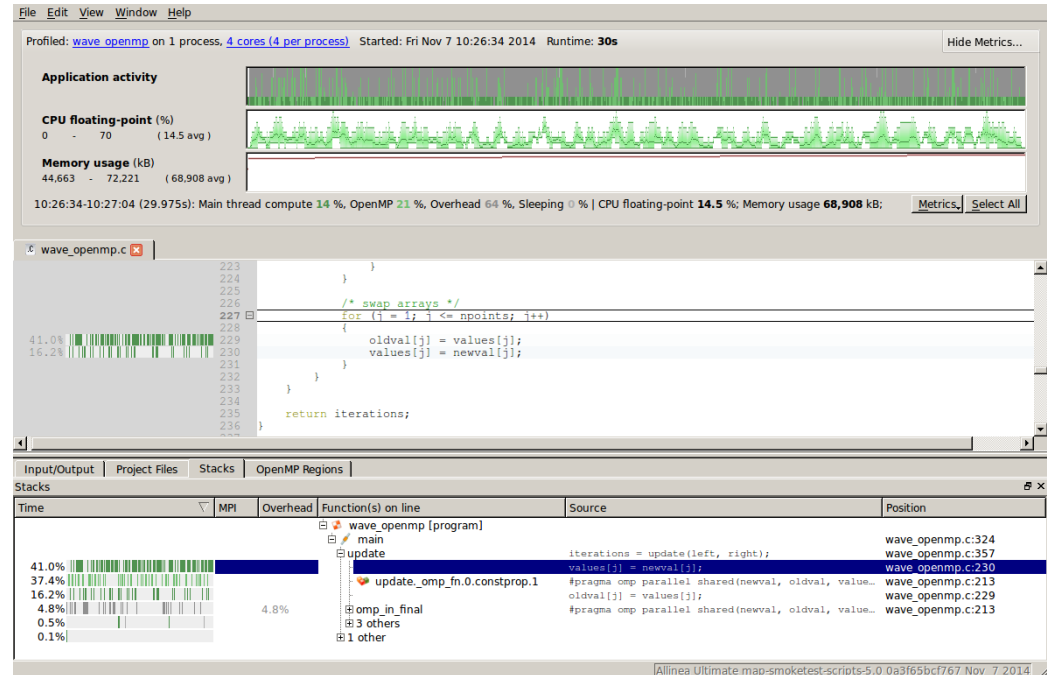 File Edit View Window Help
Profiled: wave_openmp on 1 process, 4 cores (4 per process) Started: Fri Nov 7 10:26:34 2014 Runtime: 30s Hide Metrics...
Application activity
CPU floating-point (%)
0 - 70 ( 14.5 avg )
Memory usage (kB)
44,663 - 72,221 ( 68,908 avg )
10:26:34-10:27:04 (29.975s): Main thread compute 14 %, OpenMP 21 %, Overhead 64 %, Sleeping 0 % | CPU floating-point 14.5 %; Memory usage 68,908 kB; Metrics Select All
wave_openmp.c
223 }
224 }
225
226 /* swap arrays */
227 for (j = 1; j <= npoints; j++)
228 {
41.0% 229 oldval[j] = values[j];
16.2% 230 values[j] = newval[j];
231 }
232 }
233 }
234
235 return iterations;
236 }
Input/Output Project Files Stacks OpenMP Regions
Stacks
Time MPI Overhead Function(s) on line Source Position
wave_openmp [program]
main wave_openmp.c:324
update iterations = update(left, right); wave_openmp.c:357
41.0% values[j] = newval[j]; wave_openmp.c:230
37.4% update._omp_fn.0.constprop.1 #pragma omp parallel shared(newval, oldval, value... wave_openmp.c:213
16.2% oldval[j] = values[j]; wave_openmp.c:229
4.8% 4.8% omp_in_final #pragma omp parallel shared(newval, oldval, value... wave_openmp.c:213
0.5% 3 others
0.1% 1 other
Allinea Ultimate map-smoketest-scripts-5.0 0a3f65bcf767 Nov 7 2014